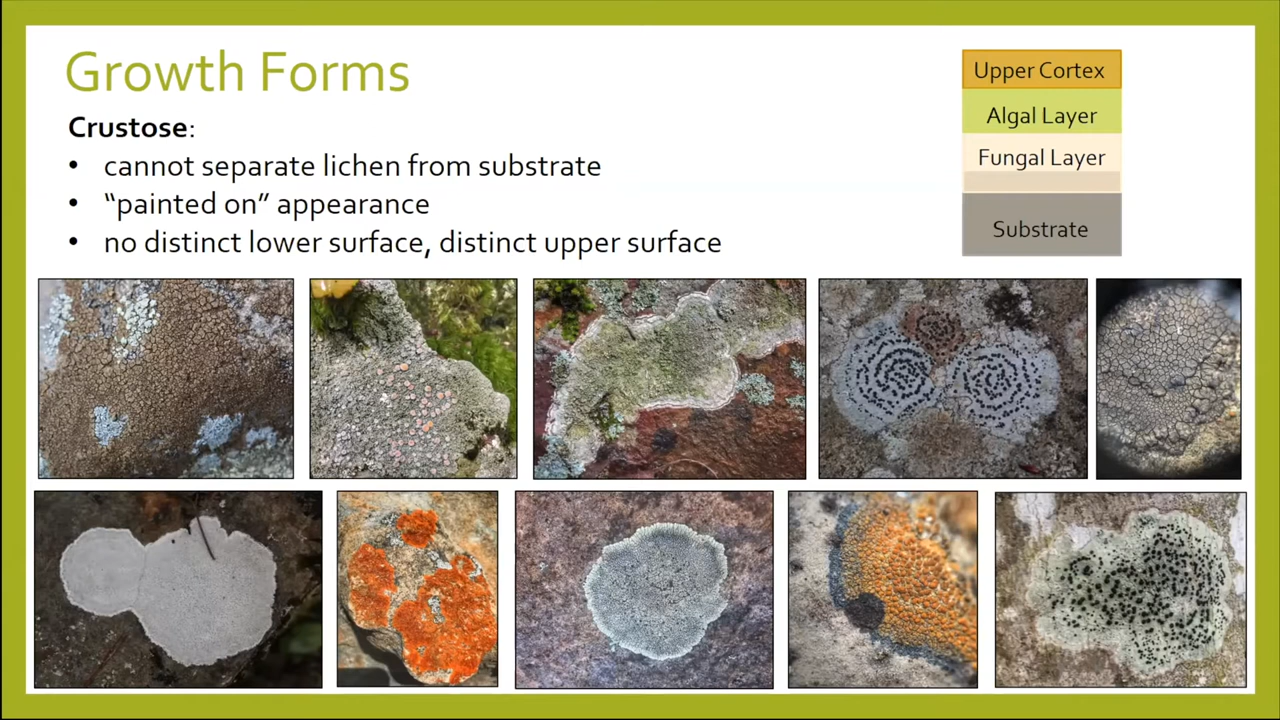 Growth Forms
Crustose:
• cannot separate lichen from substrate
• “painted on” appearance
• no distinct lower surface, distinct upper surface
Upper Cortex
Algal Layer
Fungal Layer
Substrate